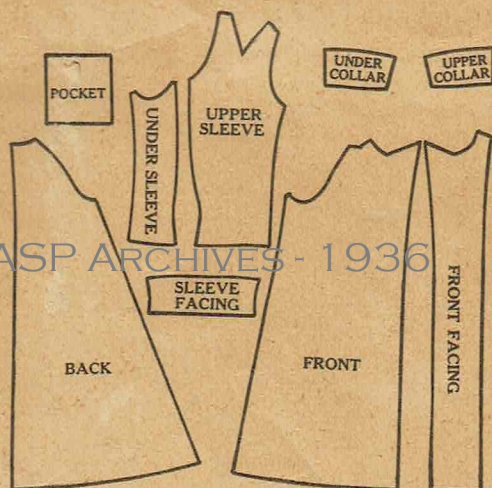 POCKET
UNDER SLEEVE
UPPER
SLEEVE
UNDER
COLLAR
UPPER
COLLAR
ASP ARCHIVES - 1936
SLEEVE
FACING
BACK
FRONT
FRONT FACING